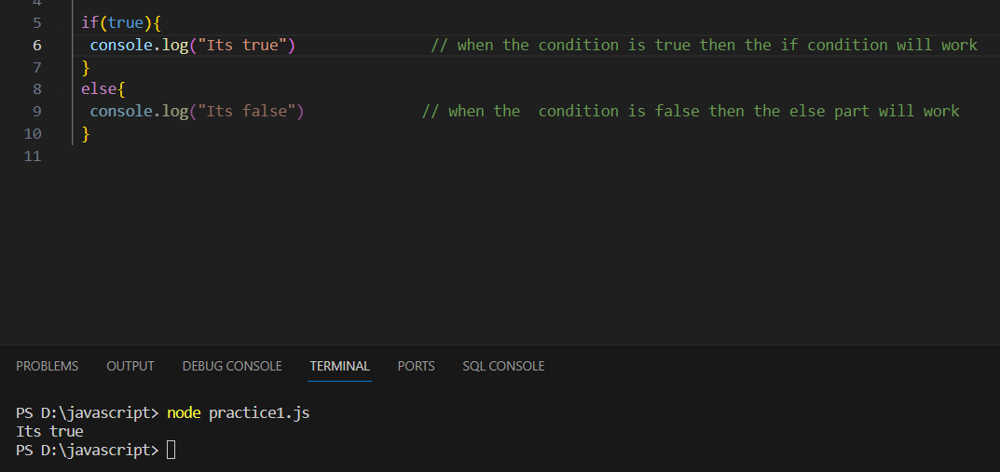 4
5 if(true){
6 console.log("Its true") // when the condition is true then the if condition will work
7 }
8 else{
9 console.log("Its false") // when the  condition is false then the else part will work
10 }
11
PROBLEMS OUTPUT DEBUG CONSOLE TERMINAL PORTS SQL CONSOLE
PS D:\javascript> node practice1.js
Its true
PS D:\javascript>